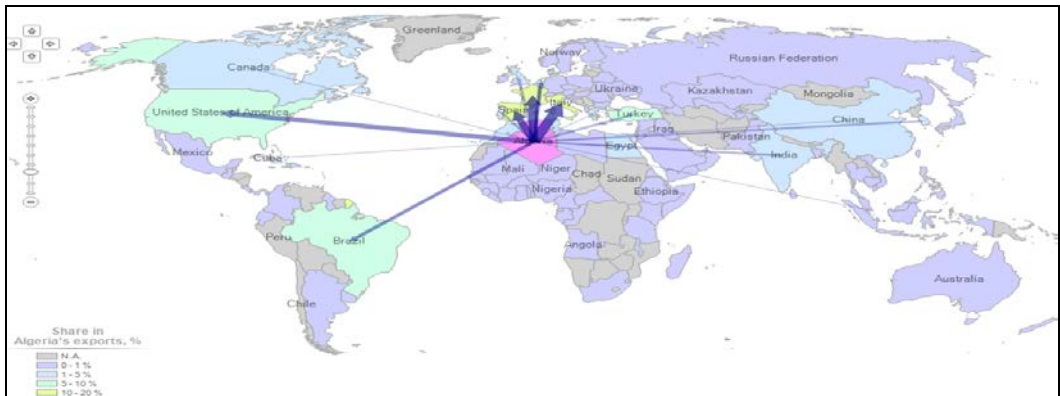 Greenland
Norway
Russian Federation
Canada
Ukraine
Kazakhstan
Mongolia
Spain
Italy
United States of America
Turkey
China
Algeria
Iraq
Pakistan
Mexico
Cuba
Egypt
India
Mali
Niger
Chad
Sudan
Nigeria
Ethiopia
Peru
Brazil
Angola
Australia
Chile
Share in
Algeria's exports, %
N.A.
0 - 1 %
1 - 5 %
5 - 10 %
10 - 20 %